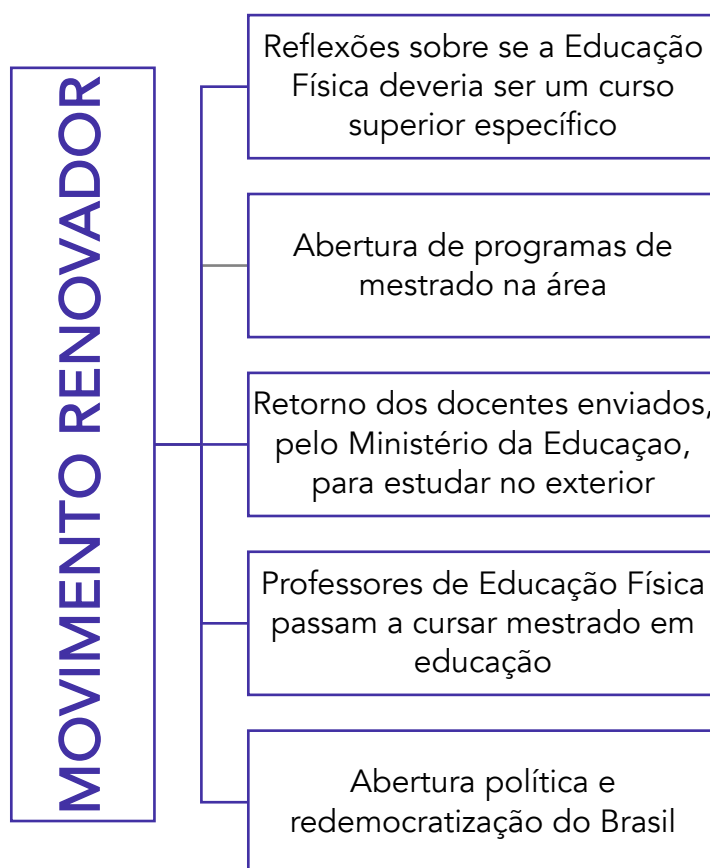 MOVIMENTO RENOVADOR
Reflexões sobre se a Educação
Física deveria ser um curso
superior específico
Abertura de programas de
mestrado na área
Retorno dos docentes enviados,
pelo Ministério da Educaçao,
para estudar no exterior
Professores de Educação Física
passam a cursar mestrado em
educação
Abertura política e
redemocratização do Brasil